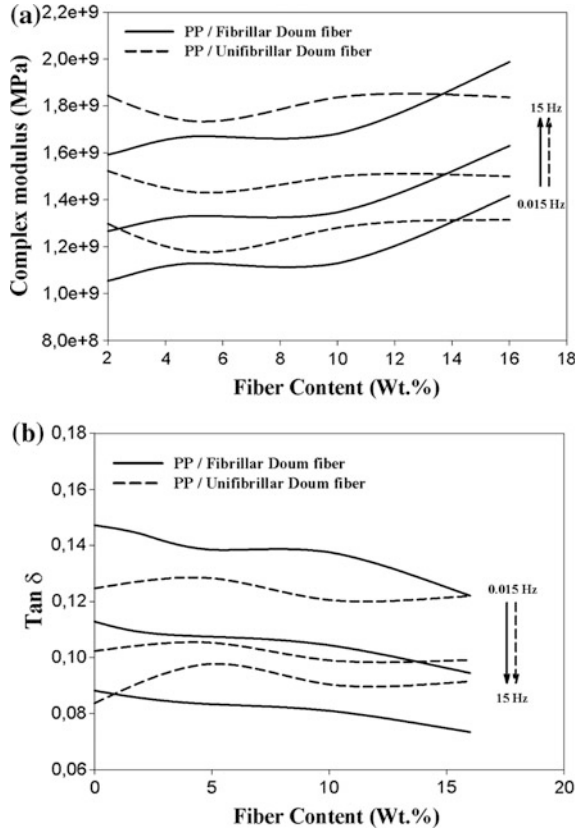 (a)
2,2e+9
2,0e+9
1,8e+9
1,6e+9
1,4e+9
1,2e+9
1,0e+9
8,0e+8
Complex modulus (MPa)
PP / Fibrillar Doum fiber
PP / Unifibrillar Doum fiber
15 Hz
0.015 Hz
2 4 6 8 10 12 14 16 18
Fiber Content (Wt.%)
(b)
0,18
0,16
0,14
0,12
0,10
0,08
0,06
Tan δ
PP / Fibrillar Doum fiber
PP / Unifibrillar Doum fiber
0.015 Hz
15 Hz
0 5 10 15 20
Fiber Content (Wt.%)